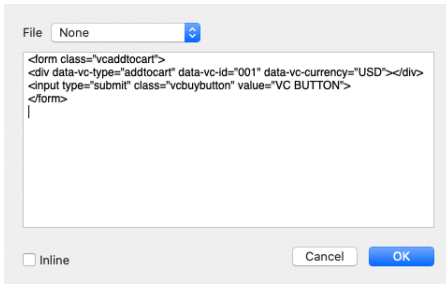 File None
<form class="vcaddtocart">
<div data-vc-type="addtocart" data-vc-id="001" data-vc-currency="USD"></div>
<input type="submit" class="vcbuybutton" value="VC BUTTON">
</form>
Inline Cancel OK